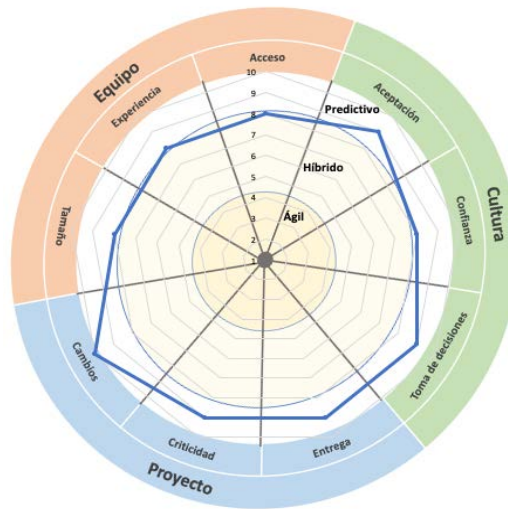 Equipo
Cultura
Proyecto
Acceso
Aceptación
Confianza
Toma de decisiones
Entrega
Criticidad
Cambios
Tamaño
Experiencia
Predictivo
Híbrido
Ágil
10
9
8
7
6
5
4
3
2
1